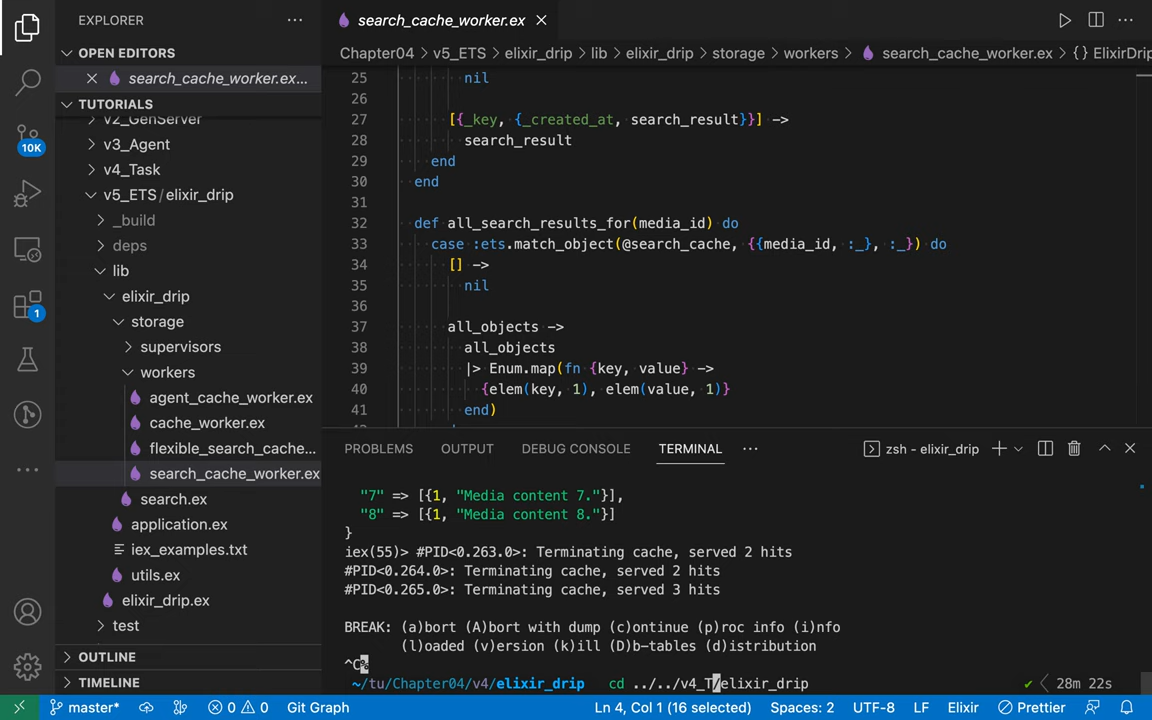 EXPLORER
OPEN EDITORS
search_cache_worker.ex...
TUTORIALS
v2_GenServer
v3_Agent
v4_Task
v5_ETS / elixir_drip
_build
deps
lib
elixir_drip
storage
supervisors
workers
agent_cache_worker.ex
cache_worker.ex
flexible_search_cache...
search_cache_worker.ex
search.ex
application.ex
iex_examples.txt
utils.ex
elixir_drip.ex
test
OUTLINE
TIMELINE
10K
1
search_cache_worker.ex
Chapter04 > v5_ETS > elixir_drip > lib > elixir_drip > storage > workers > search_cache_worker.ex > {} ElixirDrip
25 nil
26
27 [{_key, {_created_at, search_result}}] ->
28 search_result
29 end
30 end
31
32 def all_search_results_for(media_id) do
33 case :ets.match_object(@search_cache, {{media_id, :_}, :_}) do
34 [] ->
35 nil
36
37 all_objects ->
38 all_objects
39 |> Enum.map(fn {key, value} ->
40 {elem(key, 1), elem(value, 1)}
41 end)
PROBLEMS OUTPUT DEBUG CONSOLE TERMINAL zsh - elixir_drip
"7" => [{1, "Media content 7."}],
"8" => [{1, "Media content 8."}]
}
iex(55)> #PID<0.263.0>: Terminating cache, served 2 hits
#PID<0.264.0>: Terminating cache, served 2 hits
#PID<0.265.0>: Terminating cache, served 3 hits
BREAK: (a)bort (A)bort with dump (c)ontinue (p)roc info (i)nfo
(l)oaded (v)ersion (k)ill (D)b-tables (d)istribution
^C%
~/tu/Chapter04/v4/elixir_drip cd ../../v4_T/elixir_drip 28m 22s
master* 0 0 Git Graph Ln 4, Col 1 (16 selected) Spaces: 2 UTF-8 LF Elixir Prettier